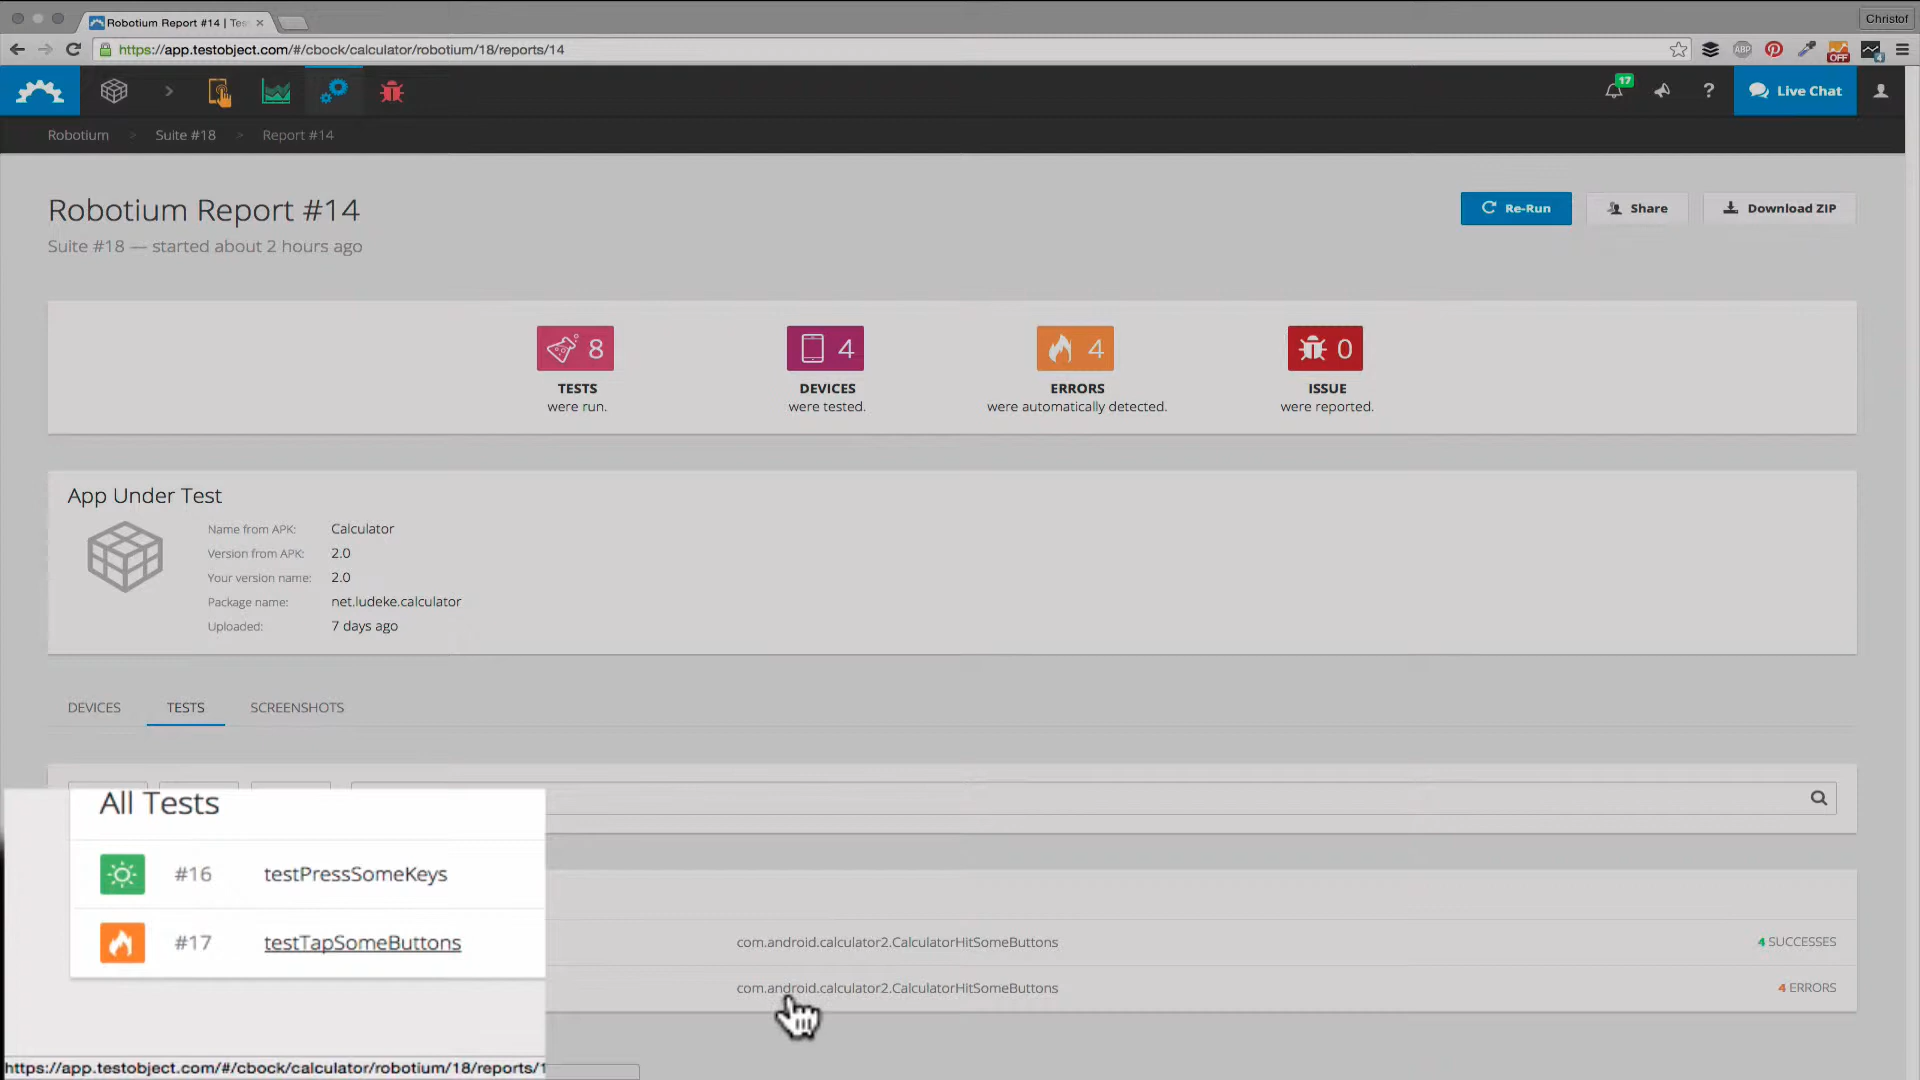 Robotium Report #14 | Tes
Christof
https://app.testobject.com/#/cbock/calculator/robotium/18/reports/14
ABP
OFF
4
17
?
Live Chat
Robotium > Suite #18 > Report #14
Robotium Report #14
Re-Run
Share
Download ZIP
Suite #18 — started about 2 hours ago
8
4
4
0
TESTS
DEVICES
ERRORS
ISSUE
were run.
were tested.
were automatically detected.
were reported.
App Under Test
Name from APK: Calculator
Version from APK: 2.0
Your version name: 2.0
Package name: net.ludeke.calculator
Uploaded: 7 days ago
DEVICES
TESTS
SCREENSHOTS
All Tests
#16 testPressSomeKeys
com.android.calculator2.CalculatorHitSomeButtons
4 SUCCESSES
#17 testTapSomeButtons
com.android.calculator2.CalculatorHitSomeButtons
4 ERRORS
https://app.testobject.com/#/cbock/calculator/robotium/18/reports/1